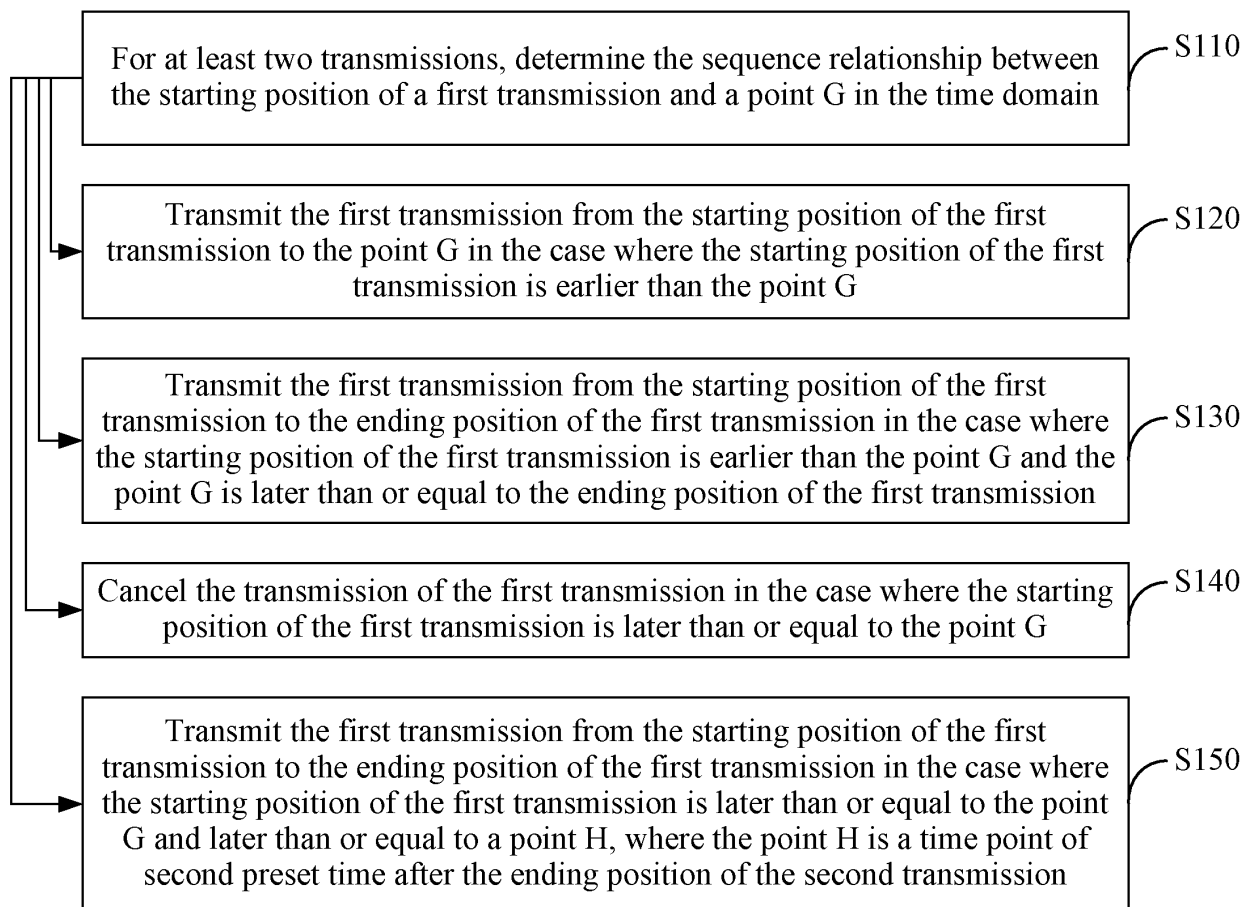 For at least two transmissions, determine the sequence relationship between
the starting position of a first transmission and a point G in the time domain
S110
Transmit the first transmission from the starting position of the first
transmission to the point G in the case where the starting position of the first
transmission is earlier than the point G
S120
Transmit the first transmission from the starting position of the first
transmission to the ending position of the first transmission in the case where
the starting position of the first transmission is earlier than the point G and the
point G is later than or equal to the ending position of the first transmission
S130
Cancel the transmission of the first transmission in the case where the starting
position of the first transmission is later than or equal to the point G
S140
Transmit the first transmission from the starting position of the first
transmission to the ending position of the first transmission in the case where
the starting position of the first transmission is later than or equal to the point
G and later than or equal to a point H, where the point H is a time point of
second preset time after the ending position of the second transmission
S150